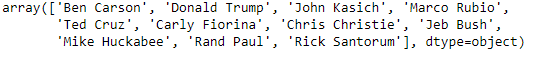 array(['Ben Carson', 'Donald Trump', 'John Kasich', 'Marco Rubio',
'Ted Cruz', 'Carly Fiorina', 'Chris Christie', 'Jeb Bush',
'Mike Huckabee', 'Rand Paul', 'Rick Santorum'], dtype=object)